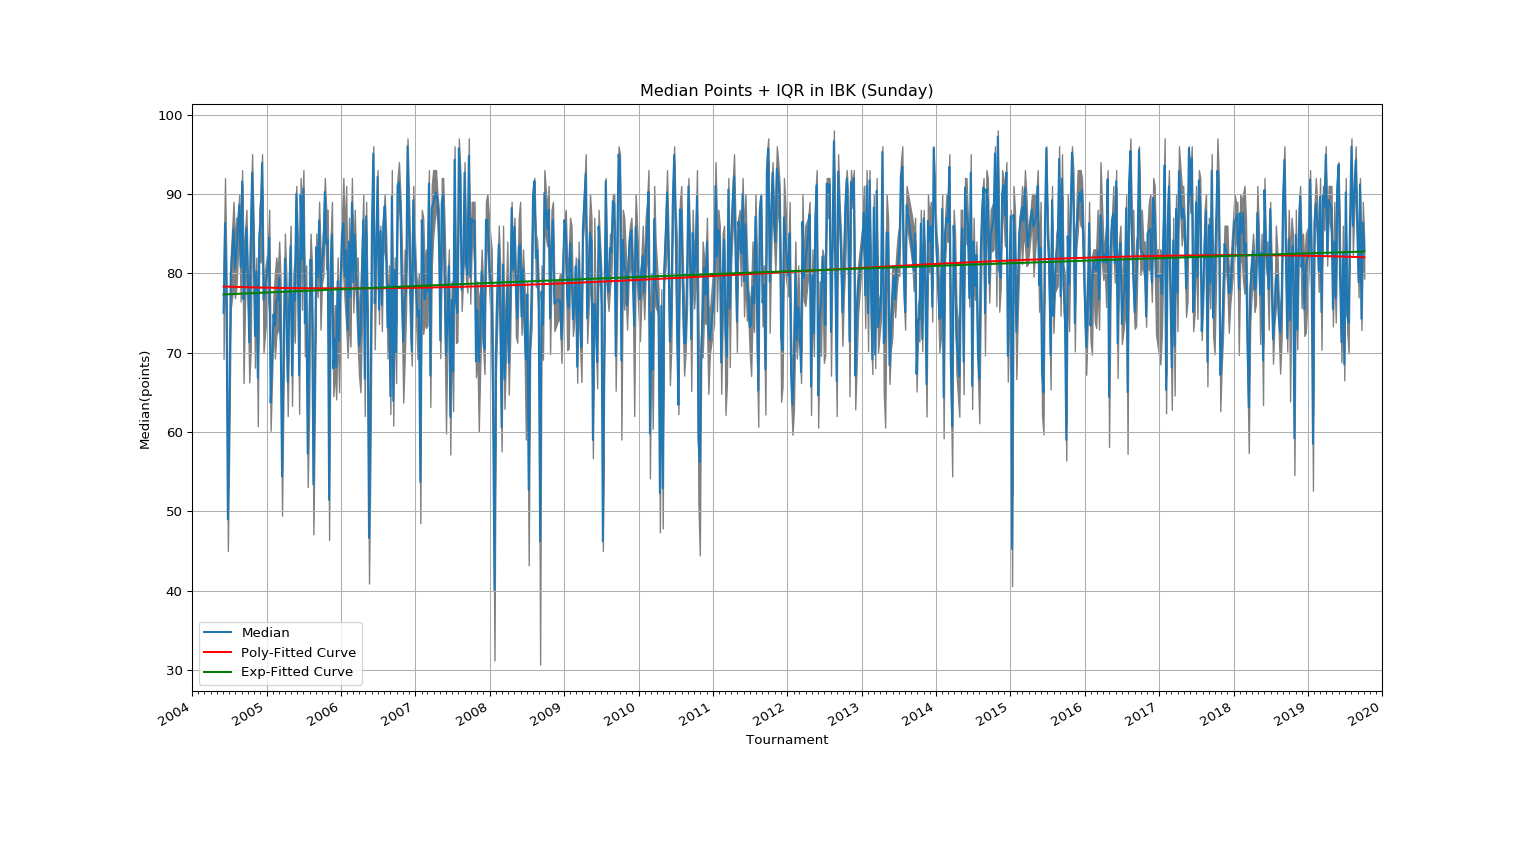 Median Points + IQR in IBK (Sunday)
100
90
80
70
60
50
40
30
Median(points)
Median
Poly-Fitted Curve
Exp-Fitted Curve
2004 2005 2006 2007 2008 2009 2010 2011 2012 2013 2014 2015 2016 2017 2018 2019 2020
Tournament